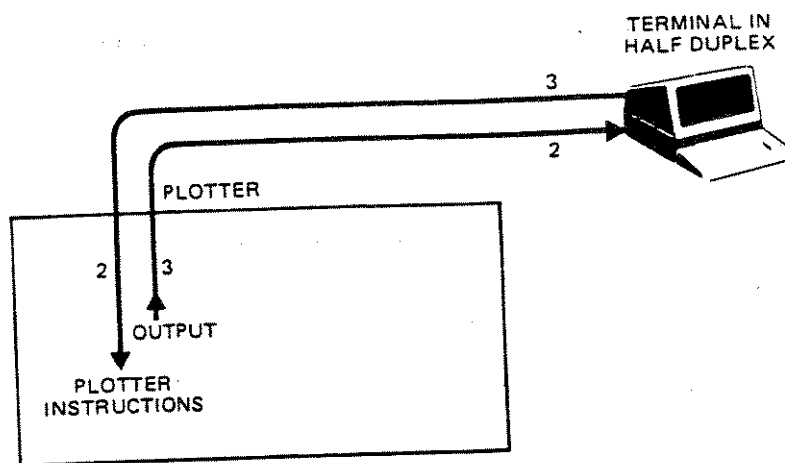 TERMINAL IN
HALF DUPLEX
3
2
PLOTTER
2
3
OUTPUT
PLOTTER
INSTRUCTIONS